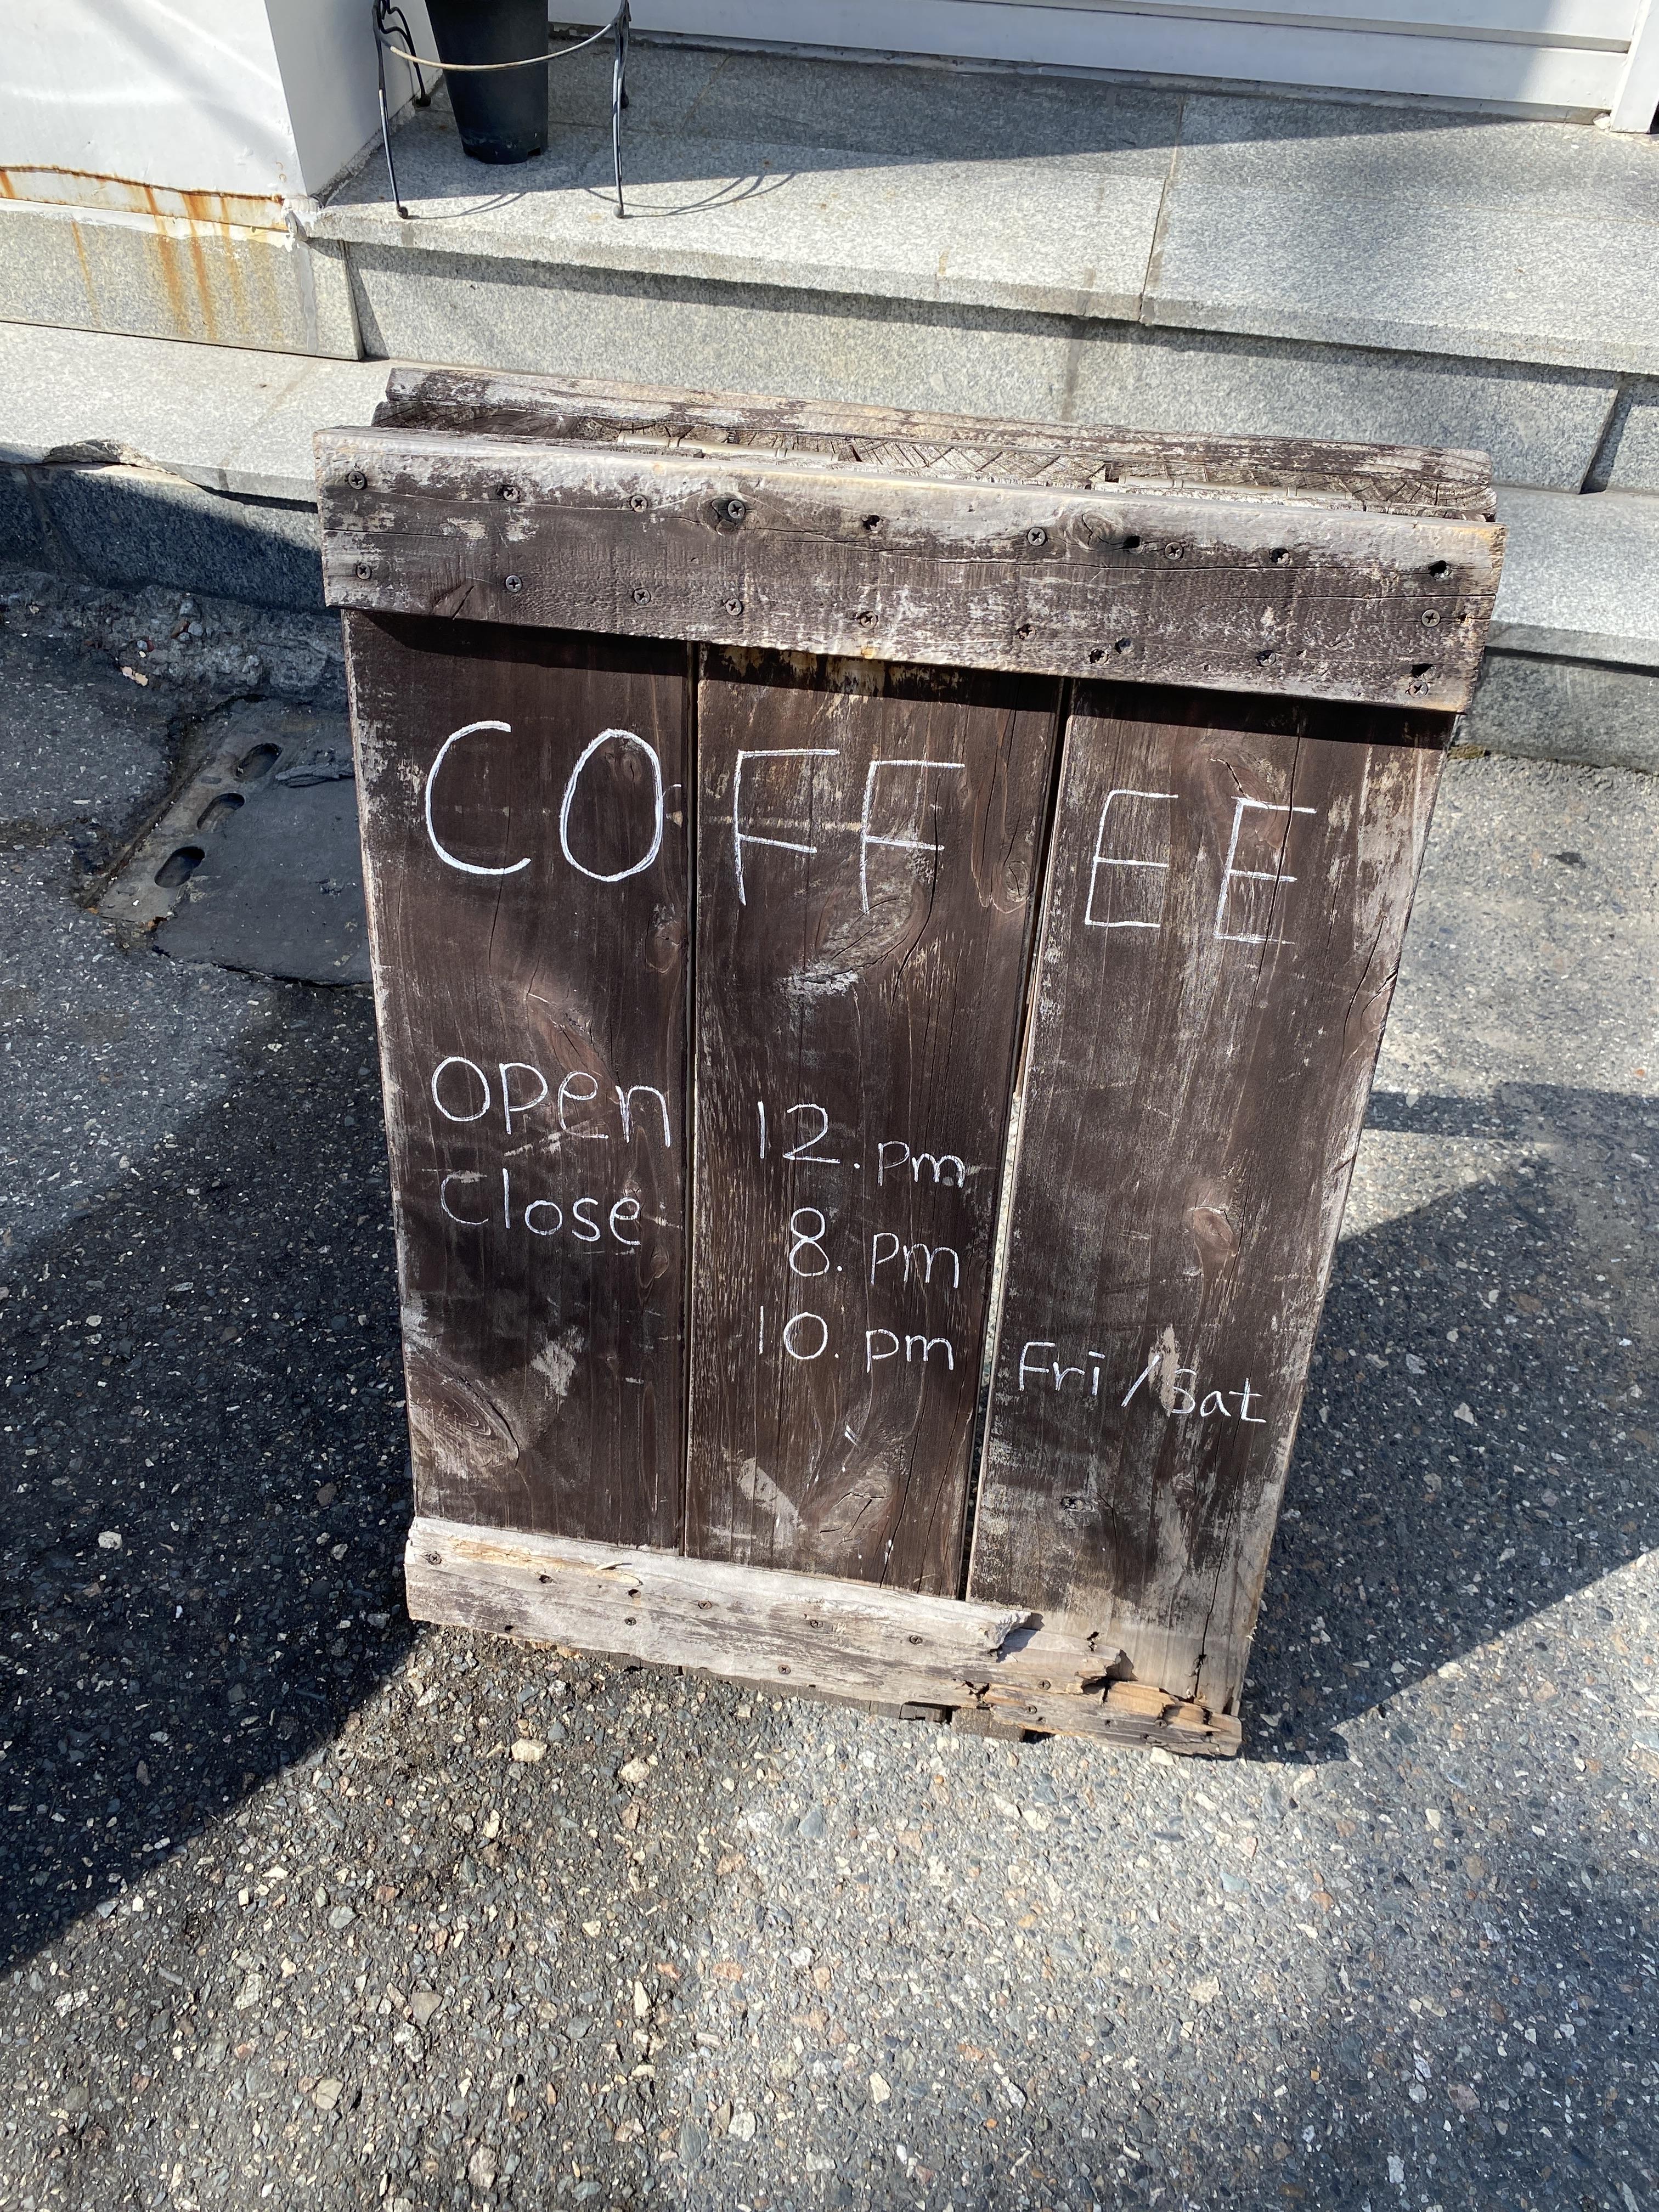 COFFEE
open 12.pm
close 8.pm
10.pm Fri/Sat